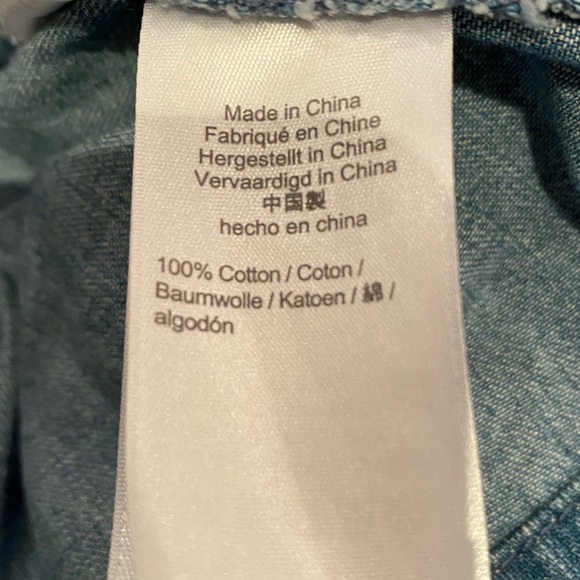 Made in China
Fabriqué en Chine
Hergestellt in China
Vervaardigd in China
中国製
hecho en china
100% Cotton / Coton /
Baumwolle / Katoen / 綿 /
algodón